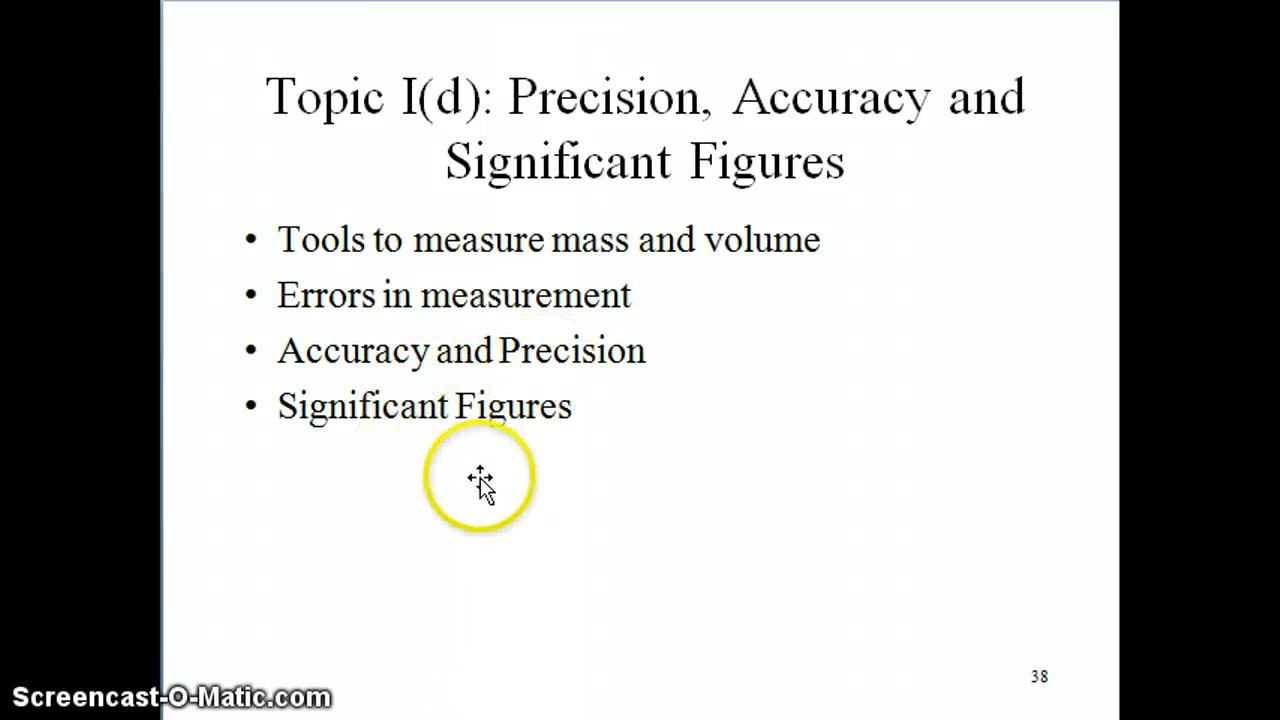 Topic I(d): Precision, Accuracy and
Significant Figures
• Tools to measure mass and volume
• Errors in measurement
• Accuracy and Precision
• Significant Figures
38
Screencast-O-Matic.com